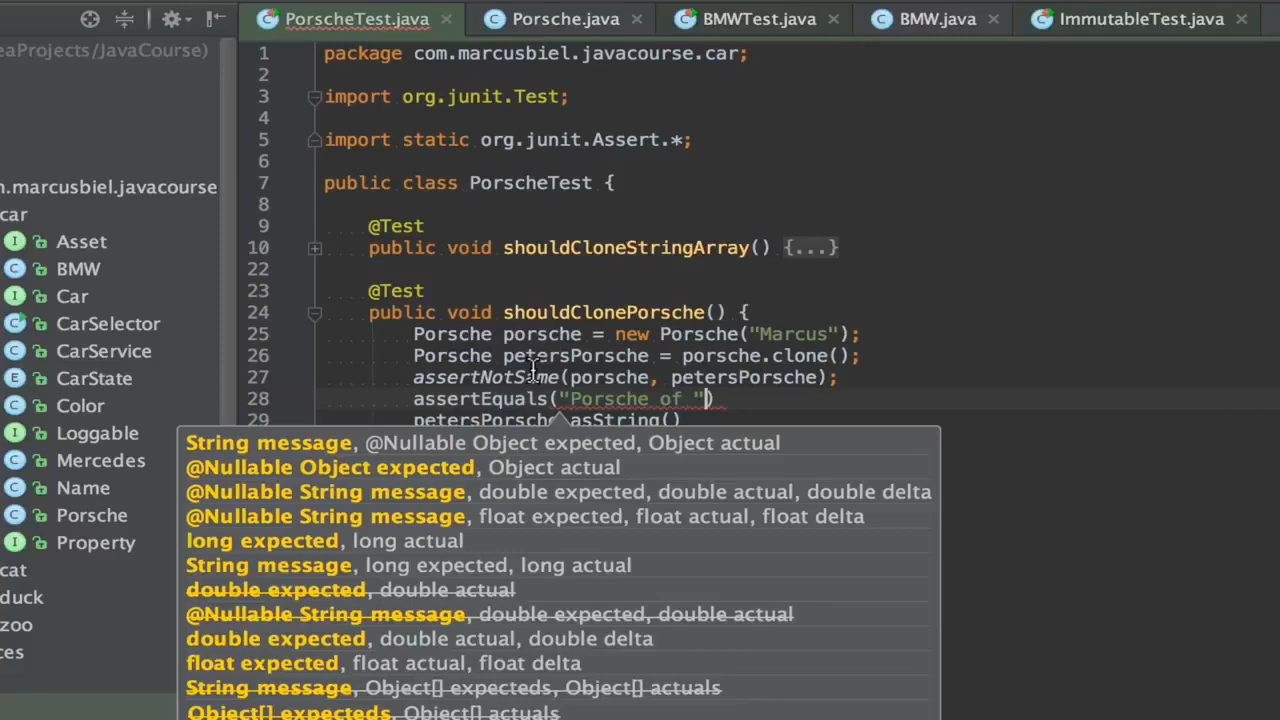 PorscheTest.java
Porsche.java
BMWTest.java
BMW.java
ImmutableTest.java
eaProjects/JavaCourse)
n.marcusbiel.javacourse
car
Asset
BMW
Car
CarSelector
CarService
CarState
Color
Loggable
Mercedes
Name
Porsche
Property
cat
duck
zoo
ces
1 package com.marcusbiel.javacourse.car;
2
3 import org.junit.Test;
4
5 import static org.junit.Assert.*;
6
7 public class PorscheTest {
8
9 @Test
10 public void shouldCloneStringArray() {...}
22
23 @Test
24 public void shouldClonePorsche() {
25 Porsche porsche = new Porsche("Marcus");
26 Porsche petersPorsche = porsche.clone();
27 assertNotSame(porsche, petersPorsche);
28 assertEquals("Porsche of ")
29 petersPorsche.asString()
String message, @Nullable Object expected, Object actual
@Nullable Object expected, Object actual
@Nullable String message, double expected, double actual, double delta
@Nullable String message, float expected, float actual, float delta
long expected, long actual
String message, long expected, long actual
double expected, double actual
@Nullable String message, double expected, double actual
double expected, double actual, double delta
float expected, float actual, float delta
String message, Object[] expecteds, Object[] actuals
Object[] expecteds, Object[] actuals